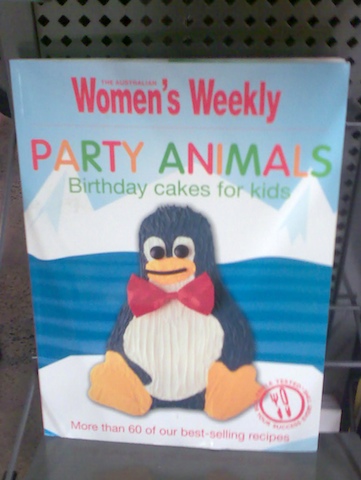 THE AUSTRALIAN
Women's Weekly
PARTY ANIMALS
Birthday cakes for kids
More than 60 of our best-selling recipes